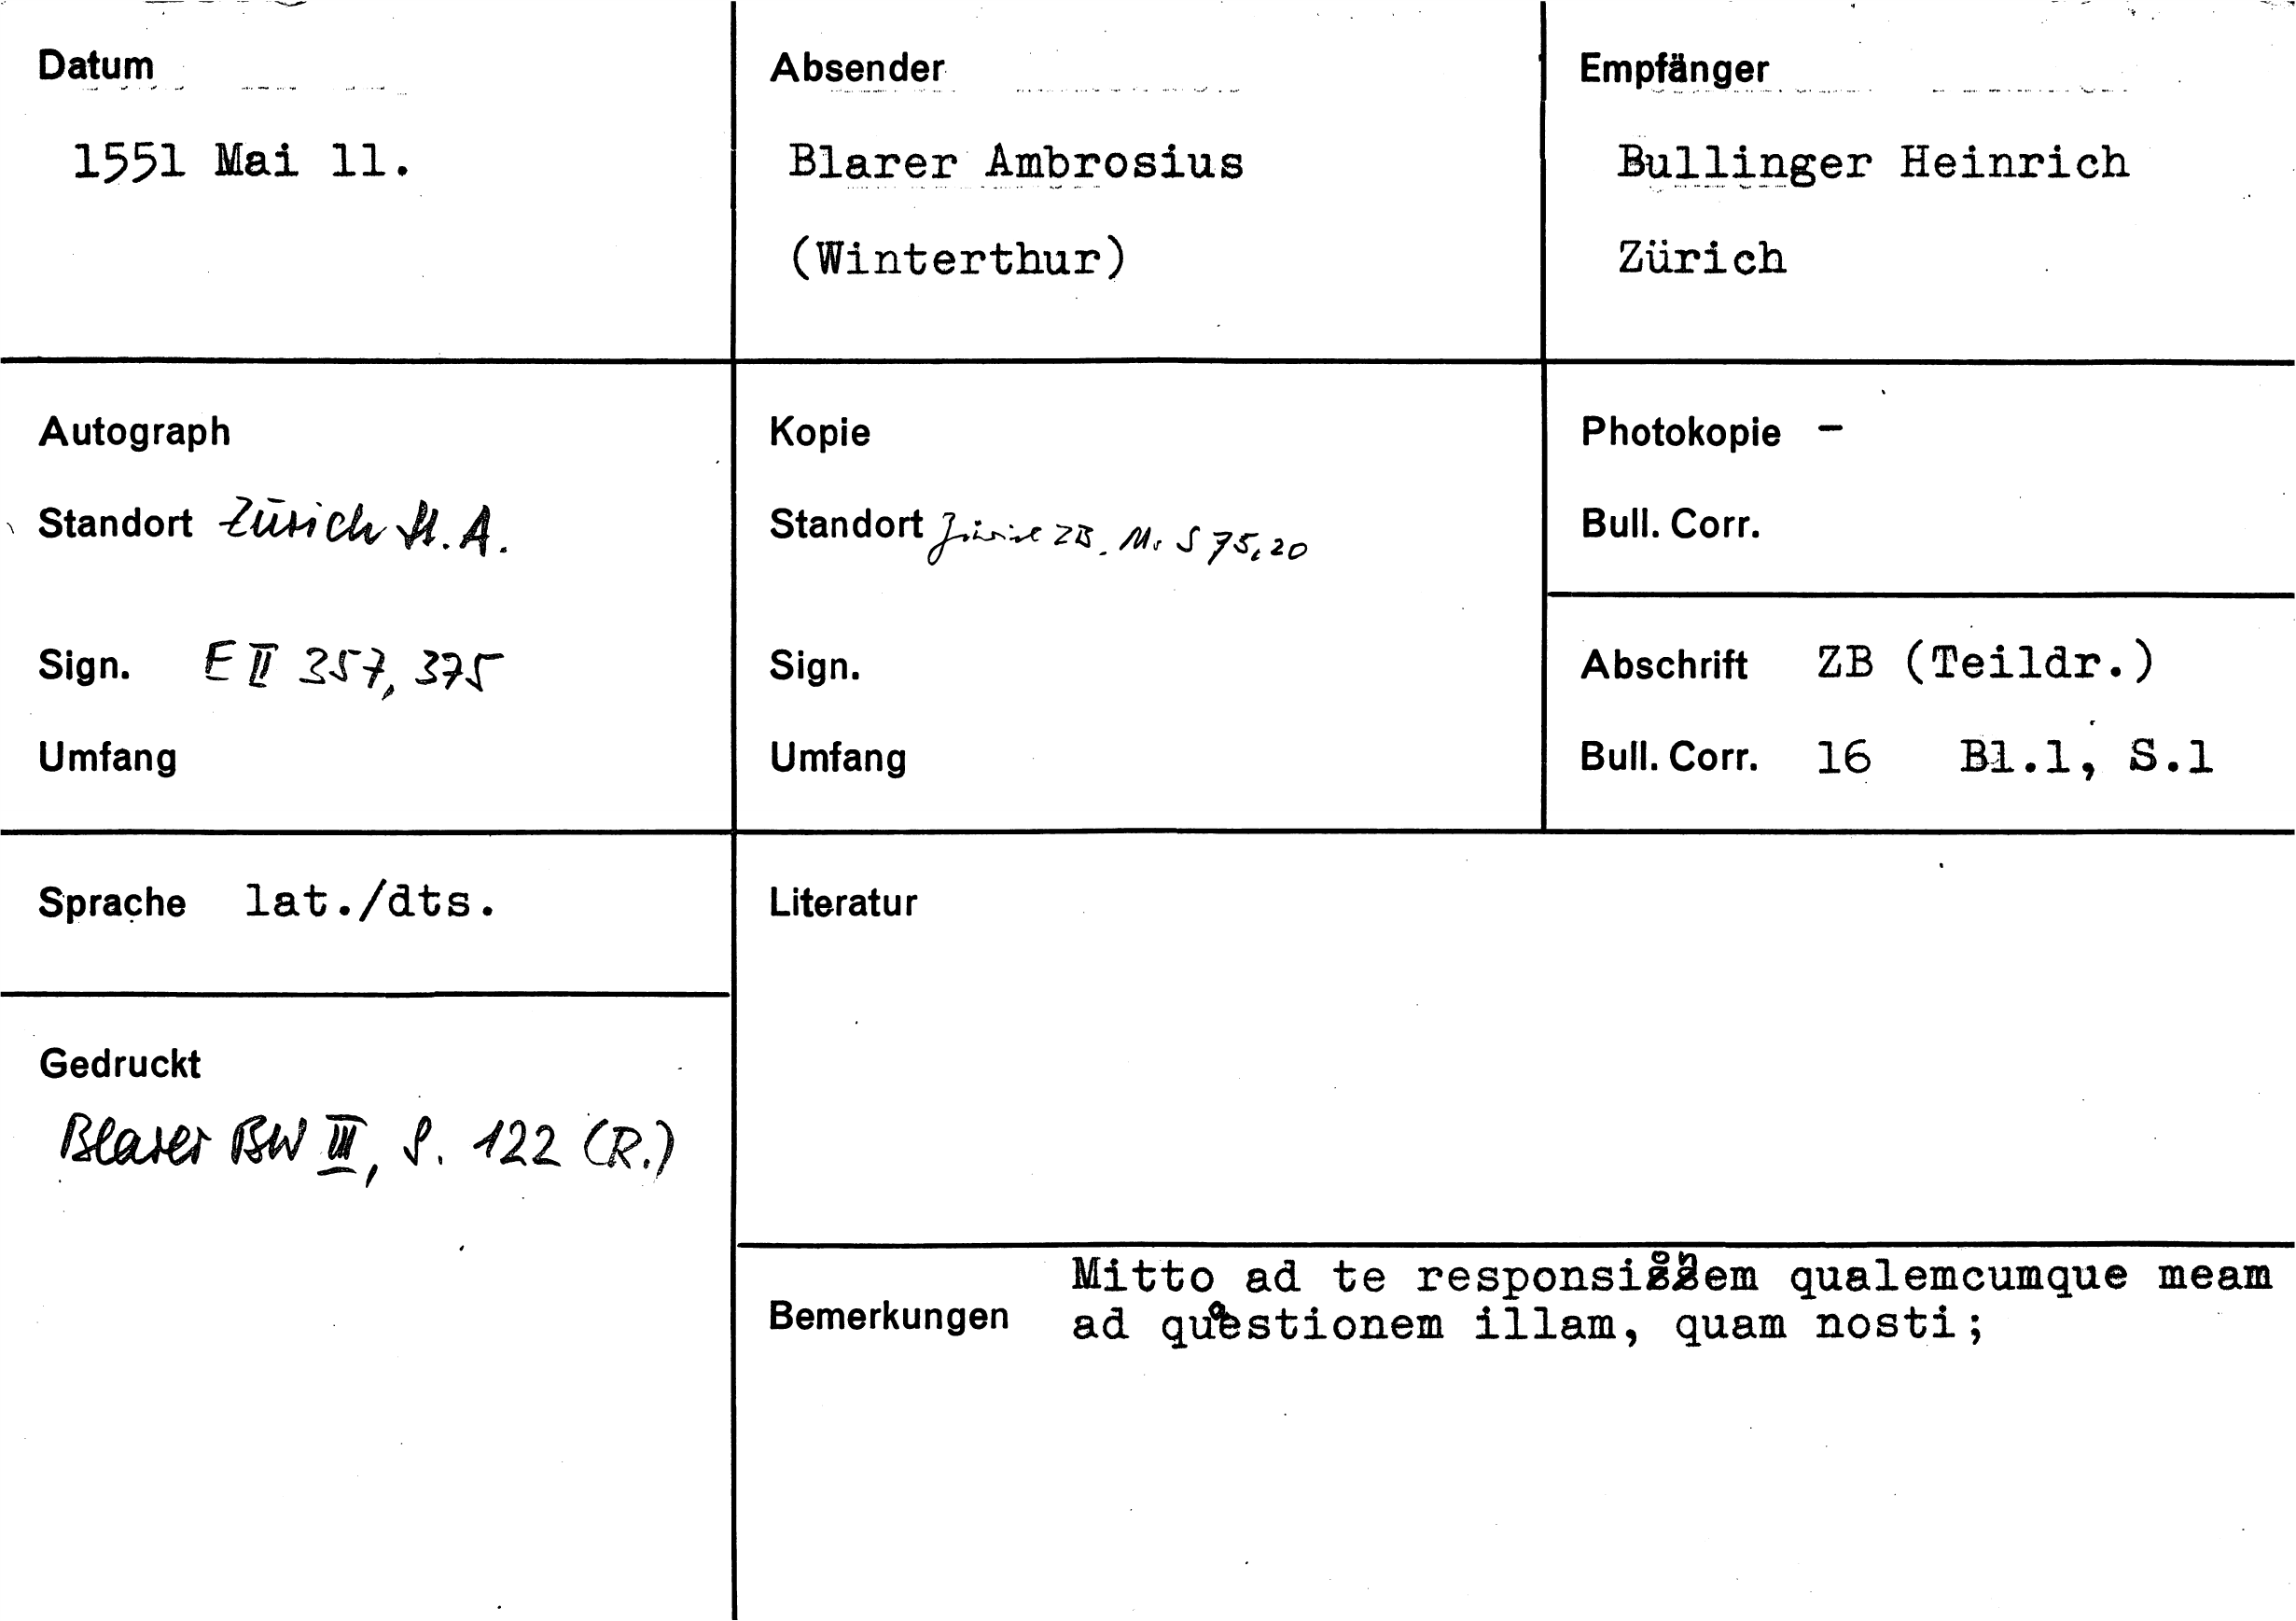 Datum
1551 Mai 11.
Absender
Blarer Ambrosius
(Winterthur)
Empfänger
Bullinger Heinrich
Zürich
Autograph
Standort Zürich St. A.
Sign. E II 357, 375
Umfang
Kopie
Standort Zürich ZB. Ms S 75, 20
Sign.
Umfang
Photokopie -
Bull. Corr.
Abschrift ZB (Teildr.)
Bull. Corr. 16 Bl.1, S.1
Sprache lat./dts.
Literatur
Gedruckt
Blarer BW III, S. 122 (R.)
Bemerkungen
Mitto ad te responsionem qualemcumque meam
ad questionem illam, quam nosti;